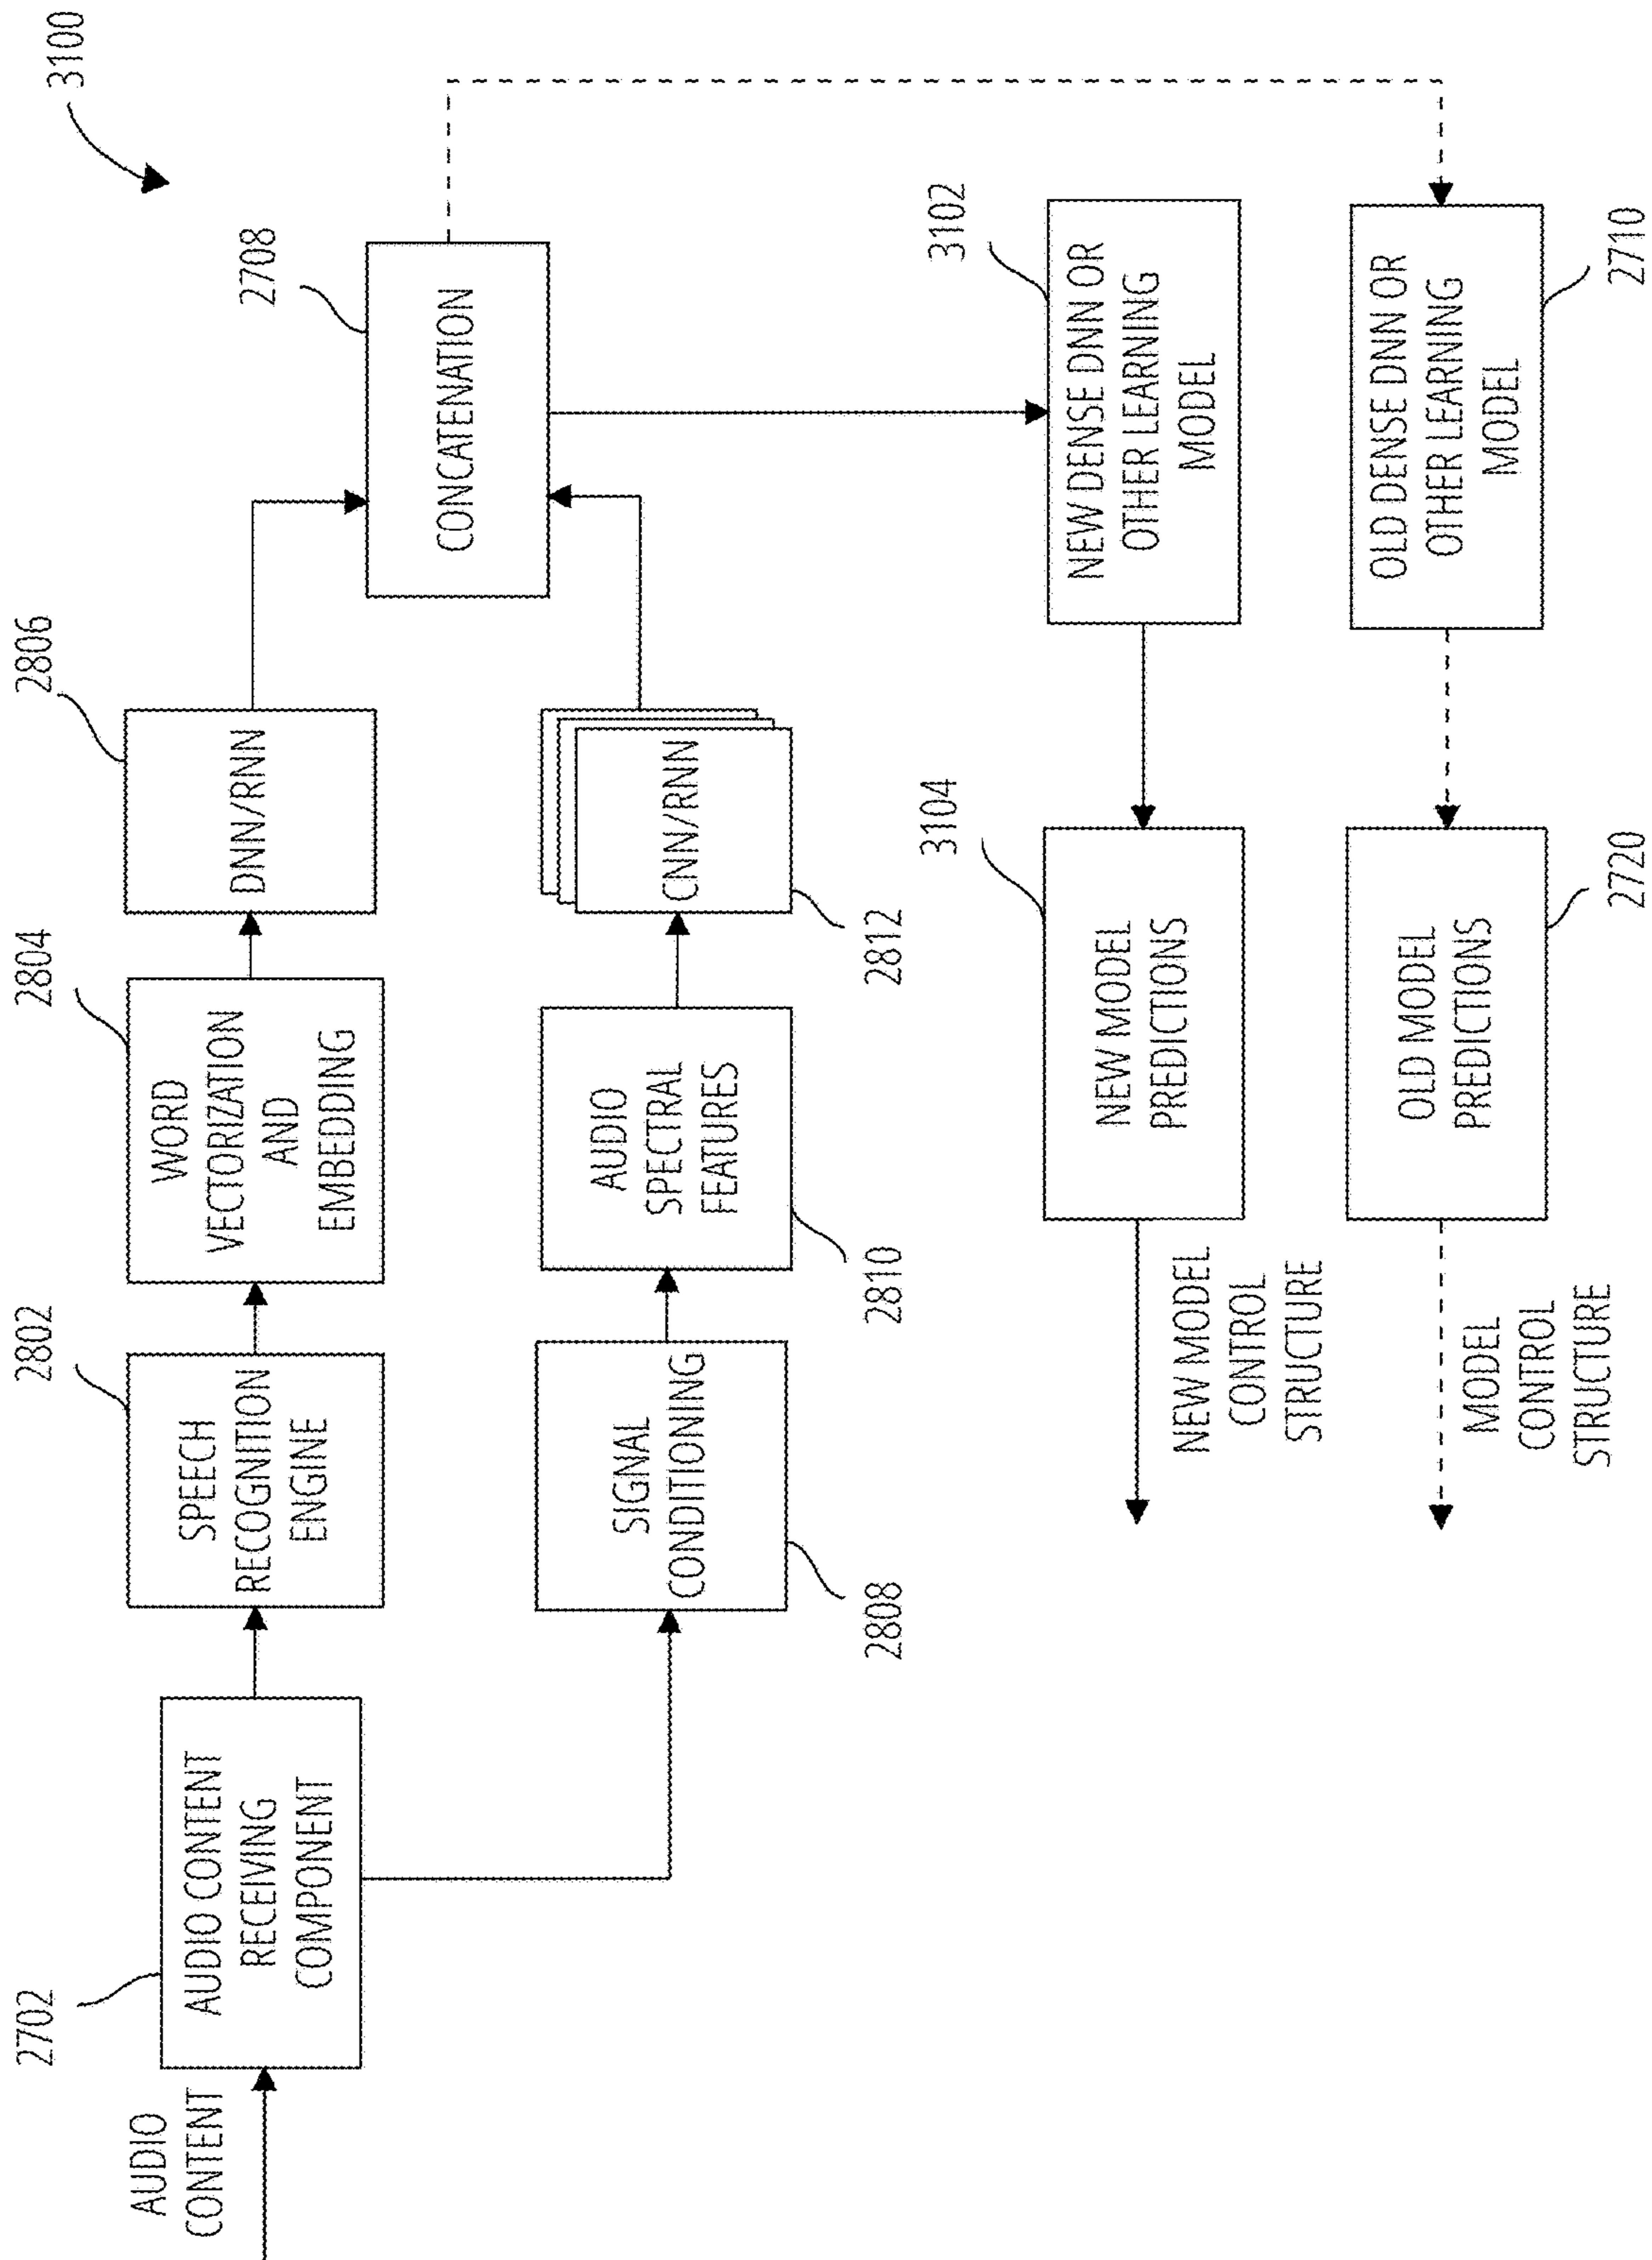 3100
AUDIO
CONTENT
2702
AUDIO CONTENT
RECEIVING
COMPONENT
2802
SPEECH
RECOGNITION
ENGINE
2804
WORD
VECTORIZATION
AND
EMBEDDING
2806
DNN/RNN
2708
CONCATENATION
SIGNAL
CONDITIONING
2808
AUDIO
SPECTRAL
FEATURES
2810
CNN/RNN
2812
3102
NEW DENSE DNN OR
OTHER LEARNING
MODEL
3104
NEW MODEL
PREDICTIONS
NEW MODEL
CONTROL
STRUCTURE
OLD DENSE DNN OR
OTHER LEARNING
MODEL
2710
OLD MODEL
PREDICTIONS
2720
MODEL
CONTROL
STRUCTURE